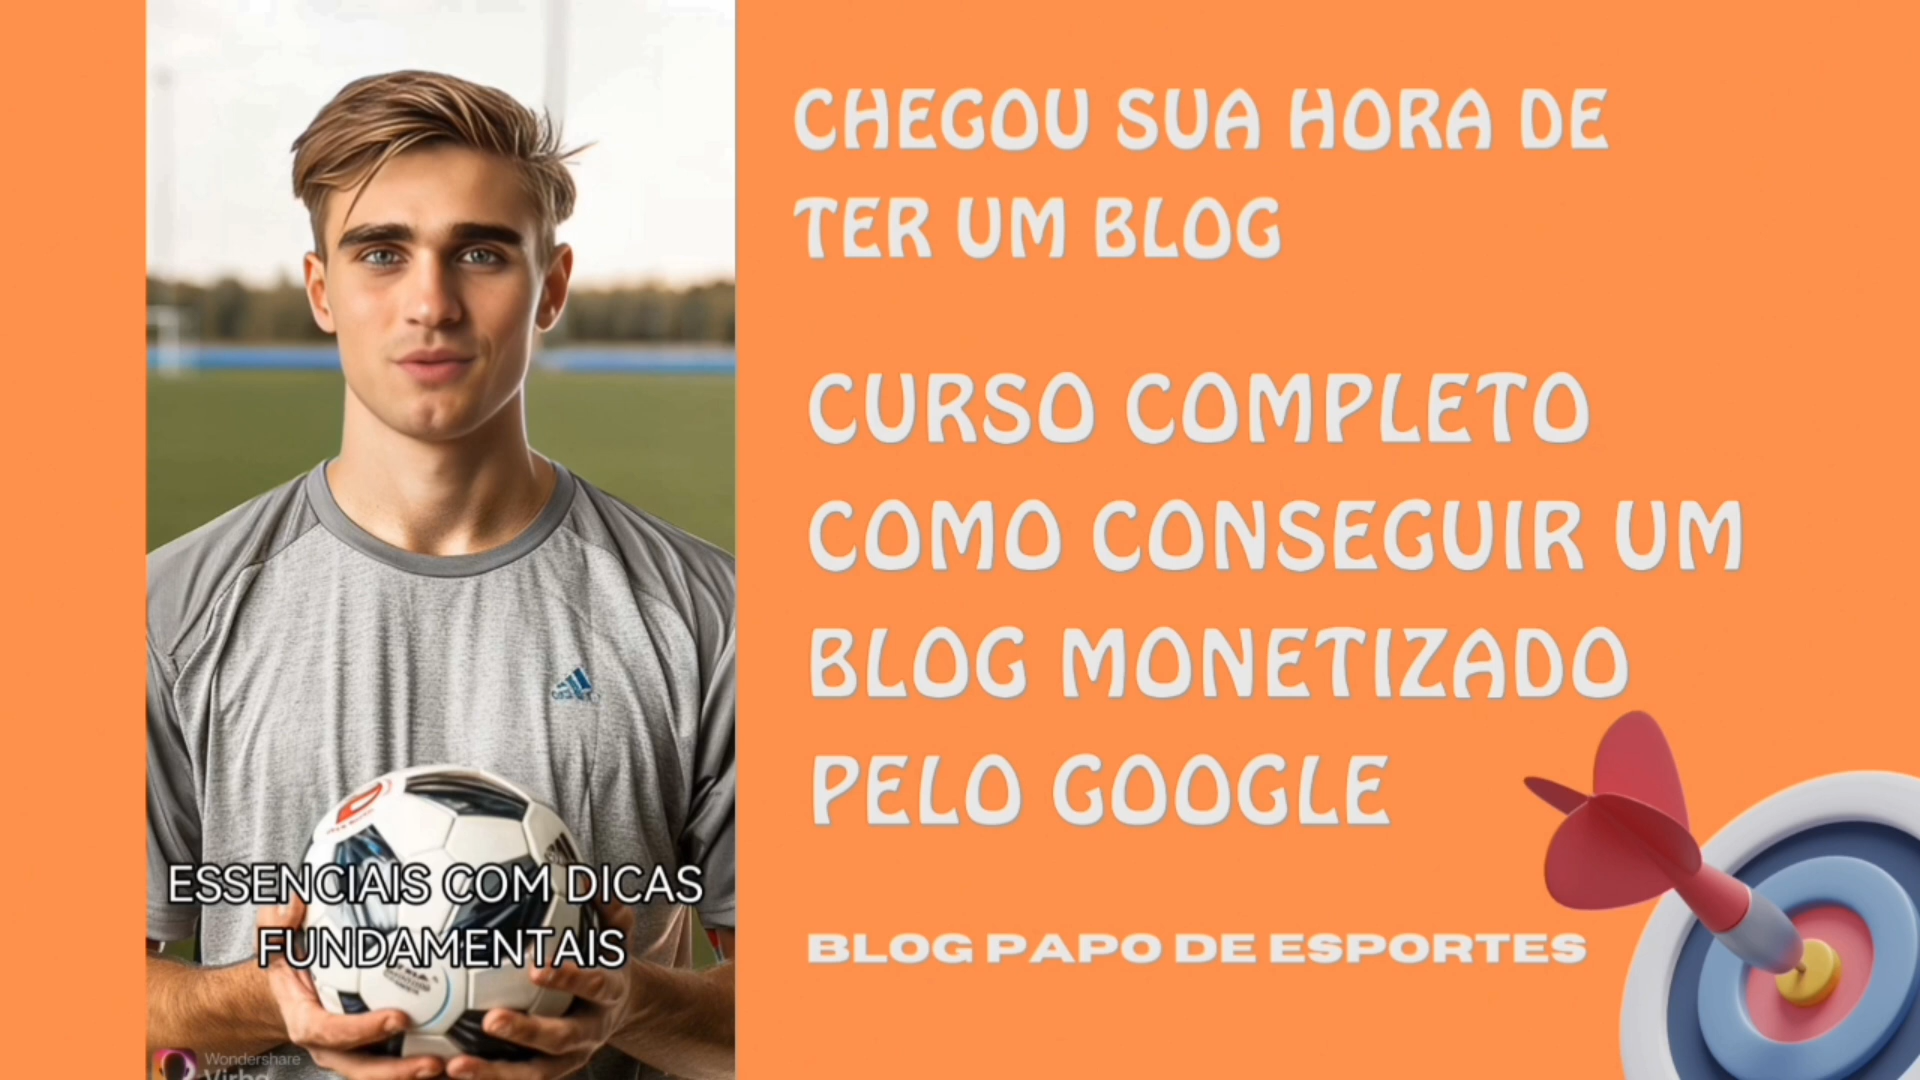 CHEGOU SUA HORA DE
TER UM BLOG
CURSO COMPLETO
COMO CONSEGUIR UM
BLOG MONETIZADO
PELO GOOGLE
BLOG PAPO DE ESPORTES
ESSENCIAIS COM DICAS
FUNDAMENTAIS
Wondershare
Virbo